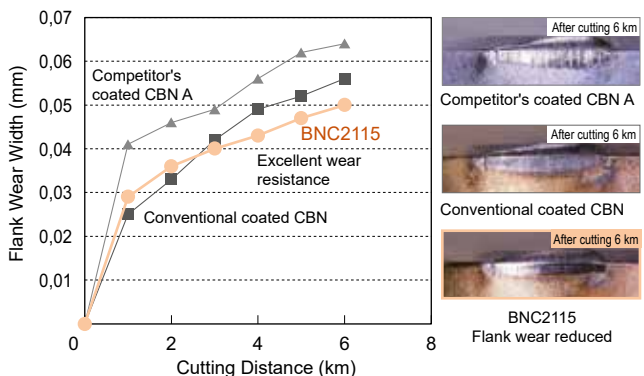 0,07
0,06
0,050
0,04
0,03
0,02
0,01
0
2
4
6
8
Flank Wear Width (mm)
Cutting Distance (km)
Competitor's
coated CBN A
BNC2115
Excellent wear
resistance
Conventional coated CBN
After cutting 6 km
Competitor's coated CBN A
After cutting 6 km
Conventional coated CBN
After cutting 6 km
BNC2115
Flank wear reduced